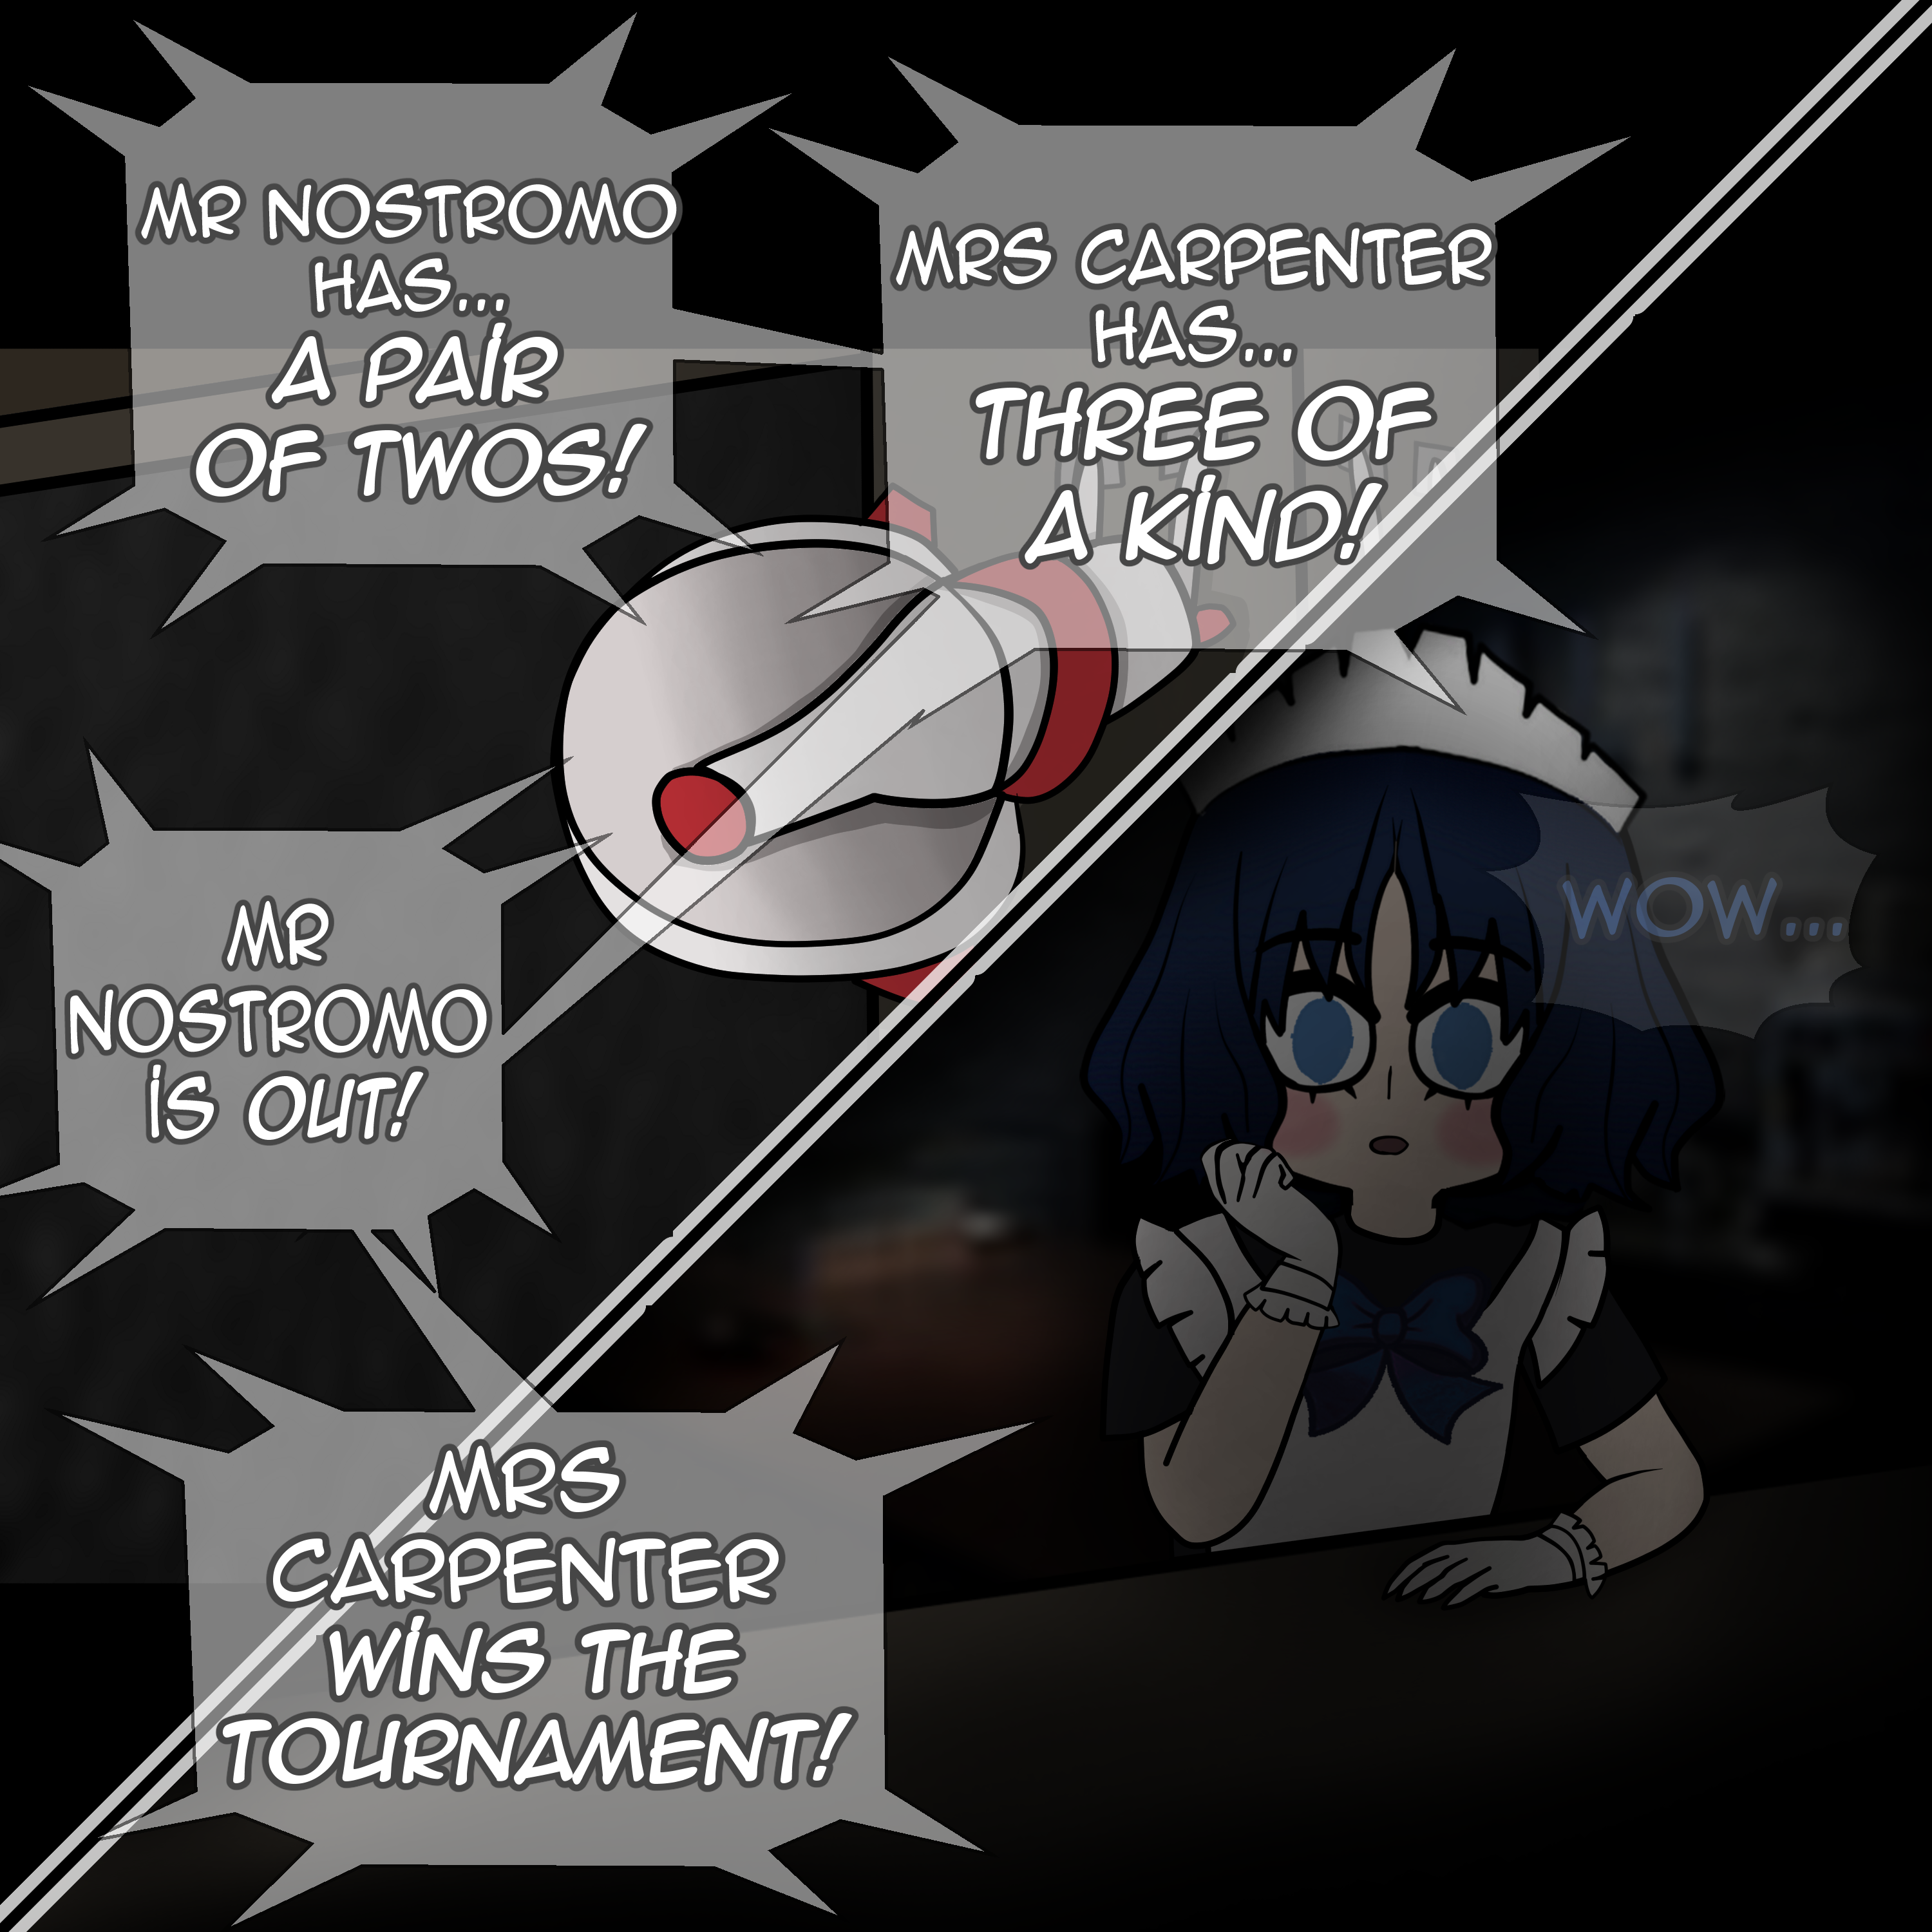 MR NOSTROMO
HAS...
A PAIR
OF TWOS!
MRS CARPENTER
HAS...
THREE OF
A KIND!
MR
NOSTROMO
IS OUT!
WOW...
MRS
CARPENTER
WINS THE
TOURNAMENT!